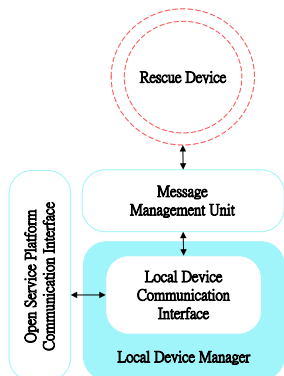 Rescue Device
Message
Management Unit
Open Service Platform
Communication Interface
Local Device
Communication
Interface
Local Device Manager